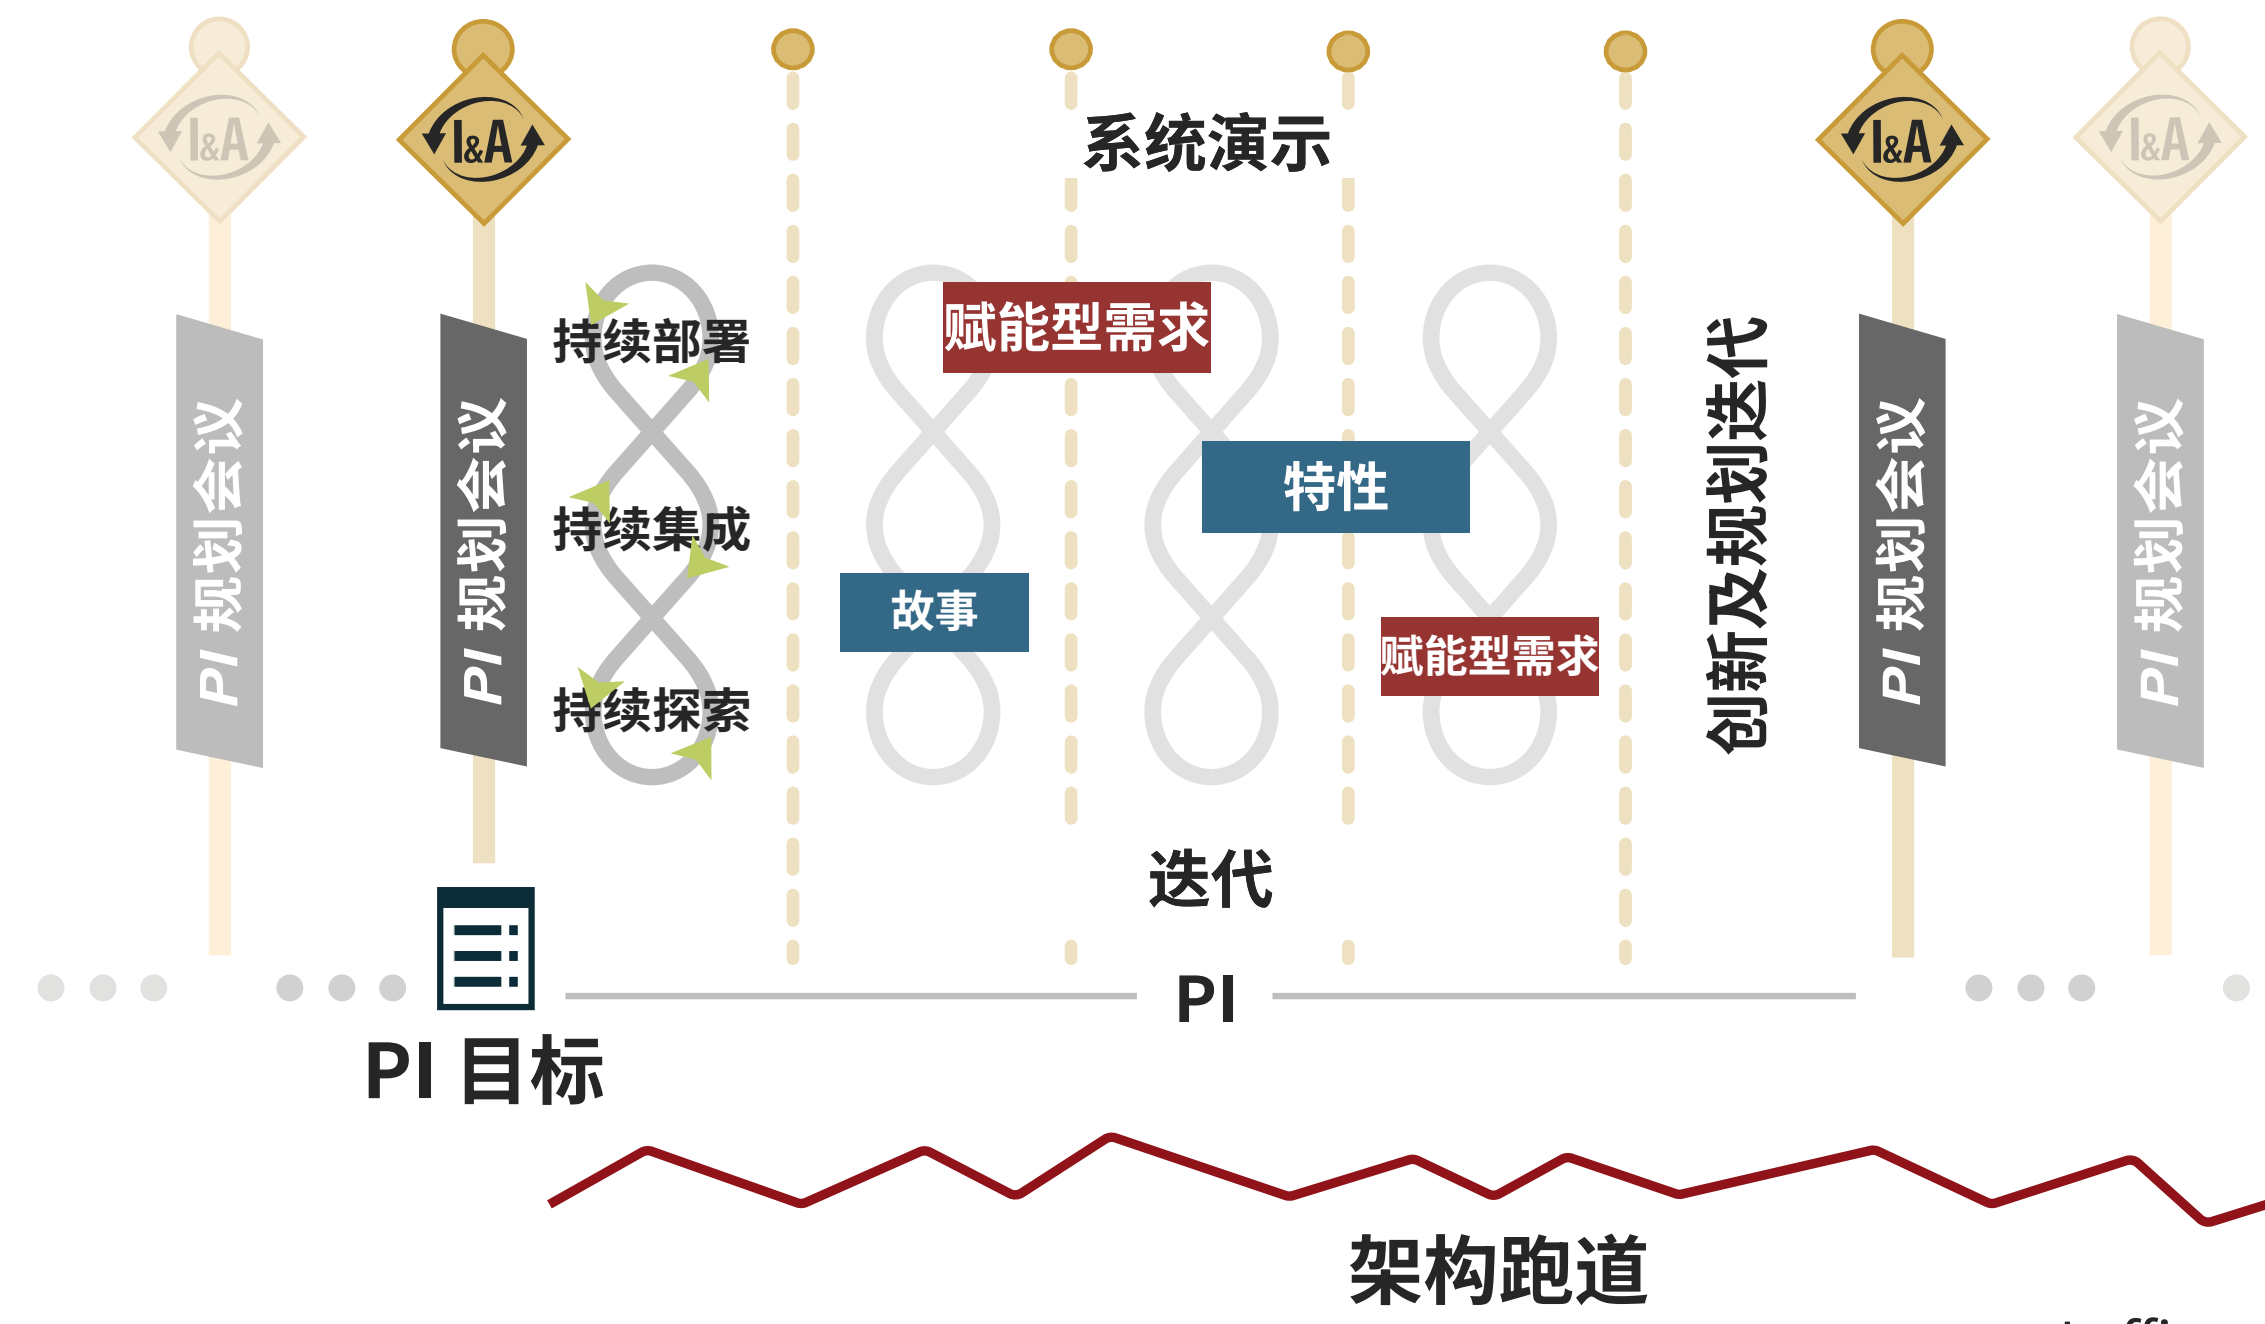 I&A
I&A
I&A
I&A
系统演示
PI 规划会议
PI 规划会议
持续部署
持续集成
持续探索
赋能型需求
特性
故事
赋能型需求
创新及规划迭代
PI 规划会议
PI 规划会议
迭代
PI
PI 目标
架构跑道